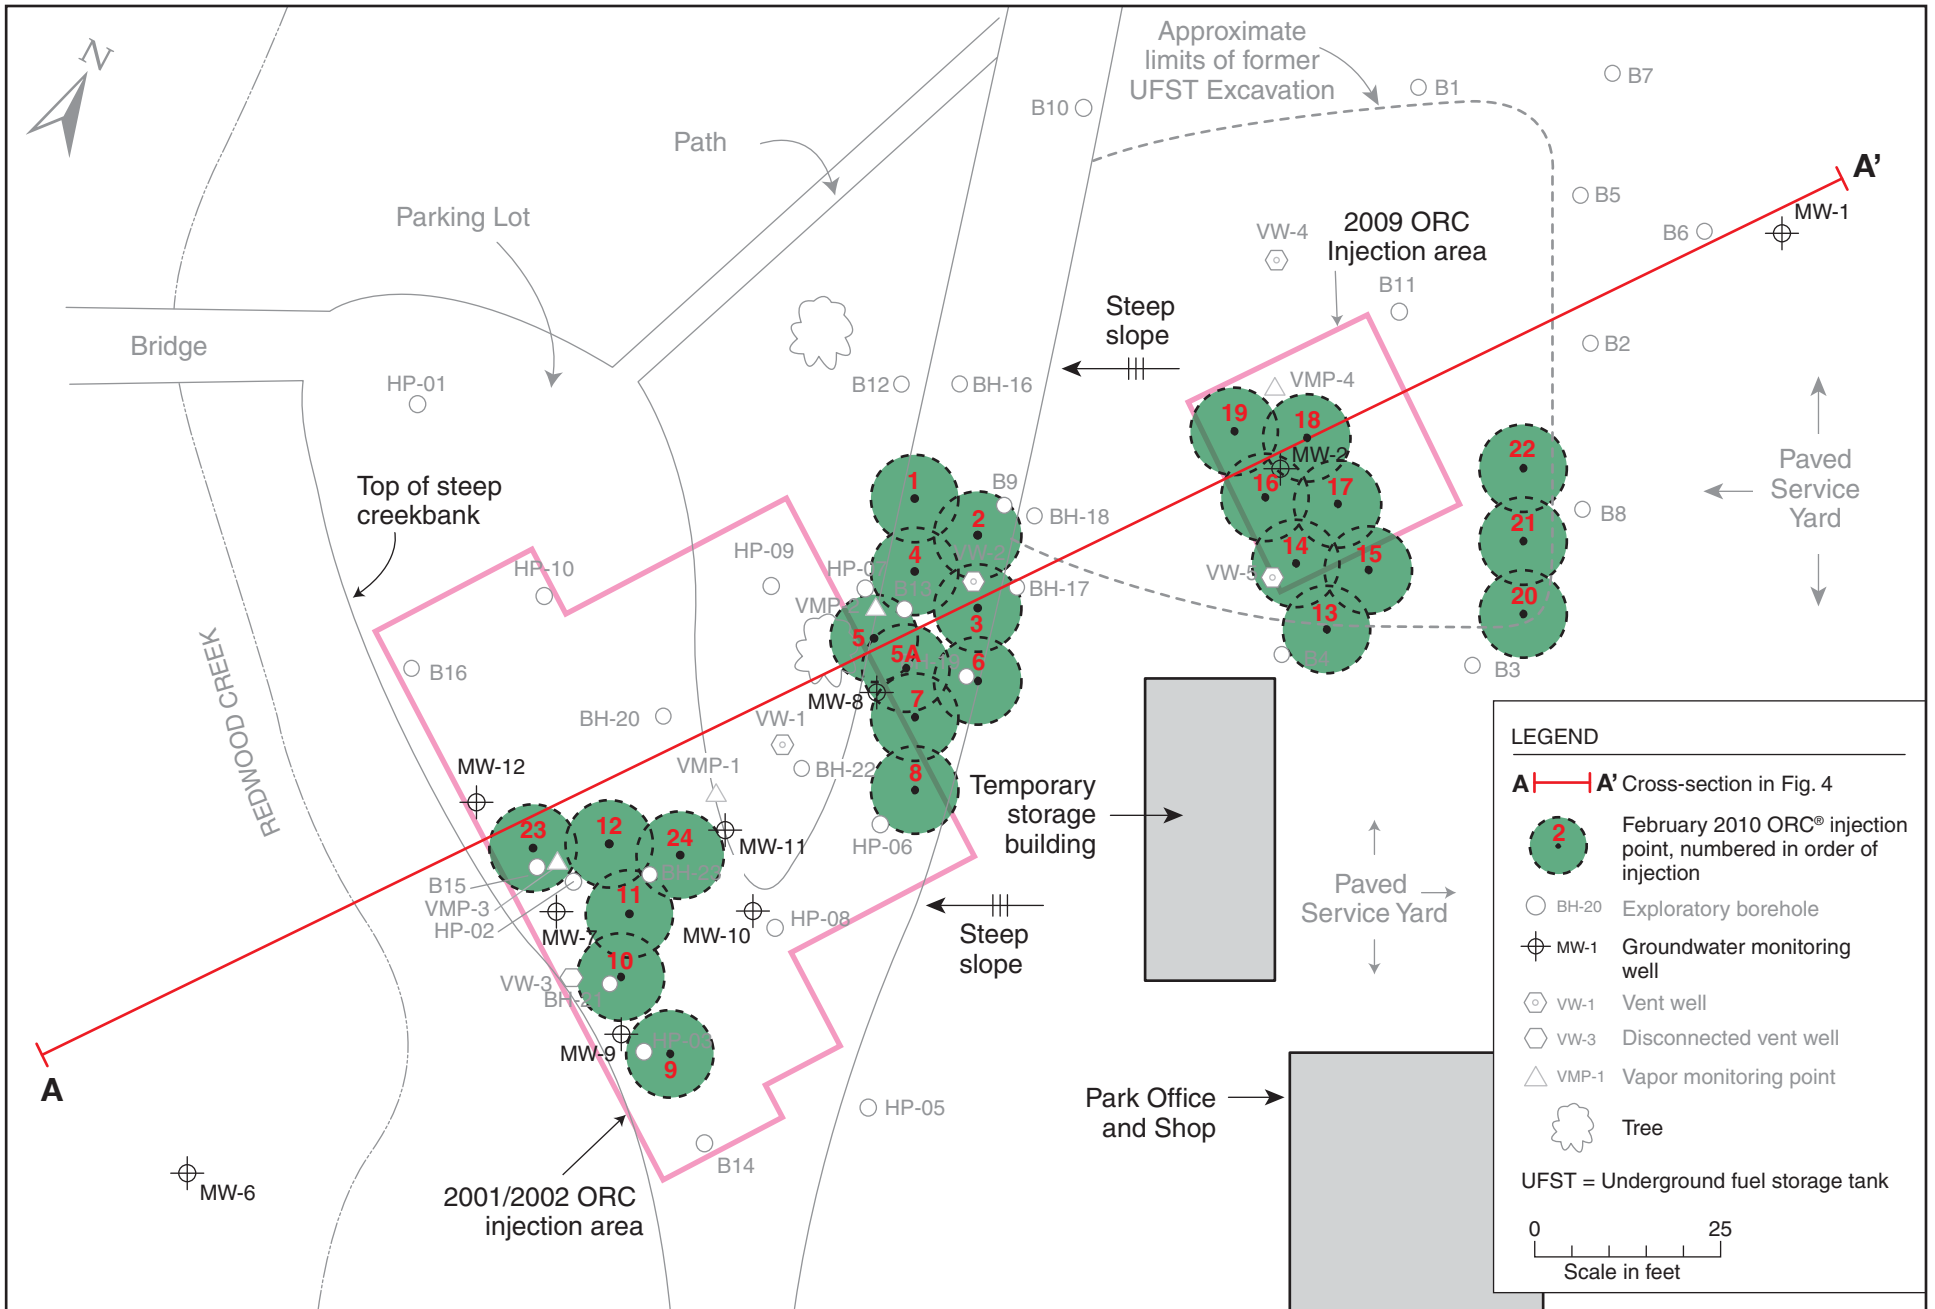 N
Approximate
limits of former
UFST Excavation
B10
B1
B7
Path
Parking Lot
A'
MW-1
B5
B6
VW-4
2009 ORC
Injection area
B11
Steep
slope
B2
Bridge
HP-01
B12
BH-16
VMP-4
19
18
MW-2
16
17
22
Paved
Service
Yard
Top of steep
creekbank
1
B9
2
BH-18
21
B8
HP-09
4
VW-2
14
15
HP-10
B13
VW-5
BH-17
VMP-
20
5
3
13
5A
6
B4
B3
B16
MW-8
7
REDWOOD CREEK
BH-20
VW-1
VMP-1
BH-22
8
MW-12
Temporary
storage
building
23
12
24
MW-11
HP-06
B15
VMP-3
HP-02
11
MW-7
MW-10
HP-08
Steep
slope
Paved
Service Yard
VW-3
10
BH-21
MW-9
9
A
HP-05
Park Office
and Shop
B14
MW-6
2001/2002 ORC
injection area
LEGEND
A A' Cross-section in Fig. 4
2 February 2010 ORC® injection
point, numbered in order of
injection
BH-20 Exploratory borehole
MW-1 Groundwater monitoring
well
VW-1 Vent well
VW-3 Disconnected vent well
VMP-1 Vapor monitoring point
Tree
UFST = Underground fuel storage tank
0 25
Scale in feet